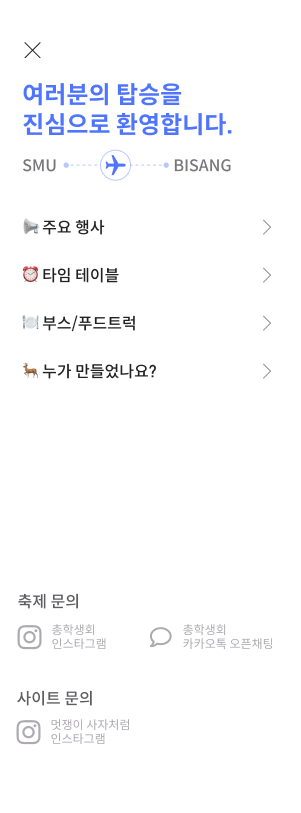 여러분의 탑승을
진심으로 환영합니다.
SMU BISANG
주요 행사
타임 테이블
부스/푸드트럭
누가 만들었나요?
축제 문의
총학생회
인스타그램
총학생회
카카오톡 오픈채팅
사이트 문의
멋쟁이 사자처럼
인스타그램